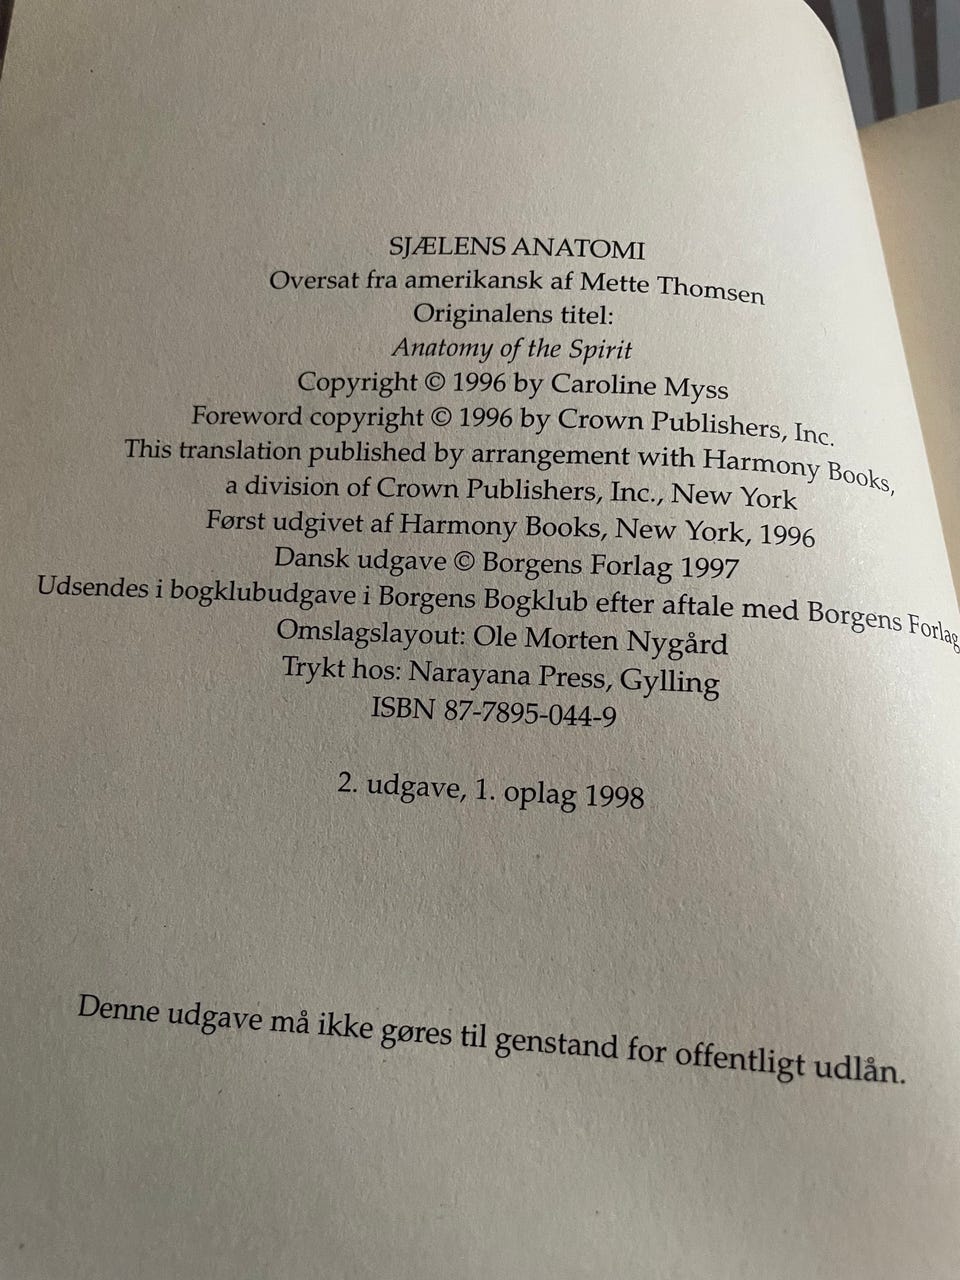 SJÆLENS ANATOMI
Oversat fra amerikansk af Mette Thomsen
Originalens titel:
Anatomy of the Spirit
Copyright © 1996 by Caroline Myss
Foreword copyright © 1996 by Crown Publishers, Inc.
This translation published by arrangement with Harmony Books,
a division of Crown Publishers, Inc., New York
Først udgivet af Harmony Books, New York, 1996
Dansk udgave © Borgens Forlag 1997
Udsendes i bogklubudgave i Borgens Bogklub efter aftale med Borgens Forlag
Omslagslayout: Ole Morten Nygård
Trykt hos: Narayana Press, Gylling
ISBN 87-7895-044-9
2. udgave, 1. oplag 1998
Denne udgave må ikke gøres til genstand for offentligt udlån.